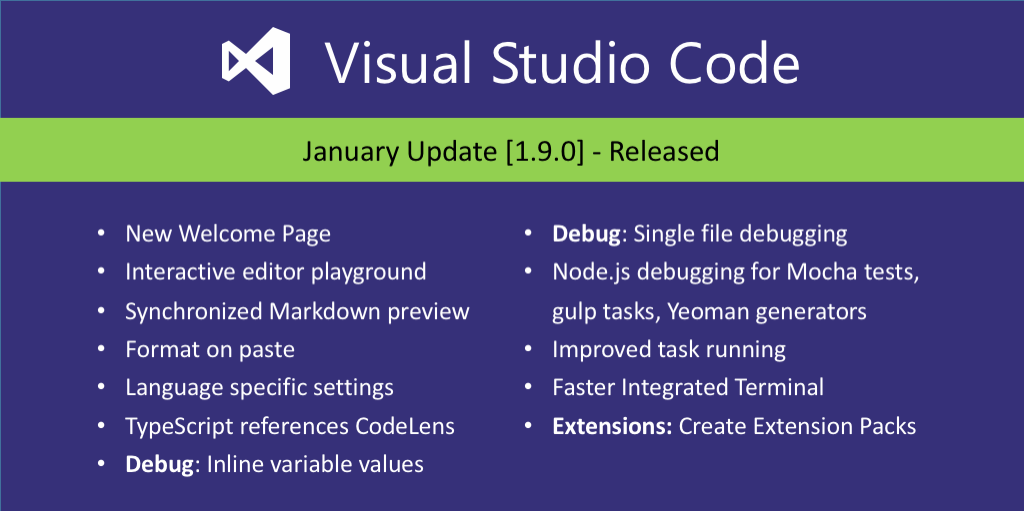 Visual Studio Code
January Update [1.9.0] - Released
• New Welcome Page
• Interactive editor playground
• Synchronized Markdown preview
• Format on paste
• Language specific settings
• TypeScript references CodeLens
• Debug: Inline variable values
• Debug: Single file debugging
• Node.js debugging for Mocha tests,
gulp tasks, Yeoman generators
• Improved task running
• Faster Integrated Terminal
• Extensions: Create Extension Packs